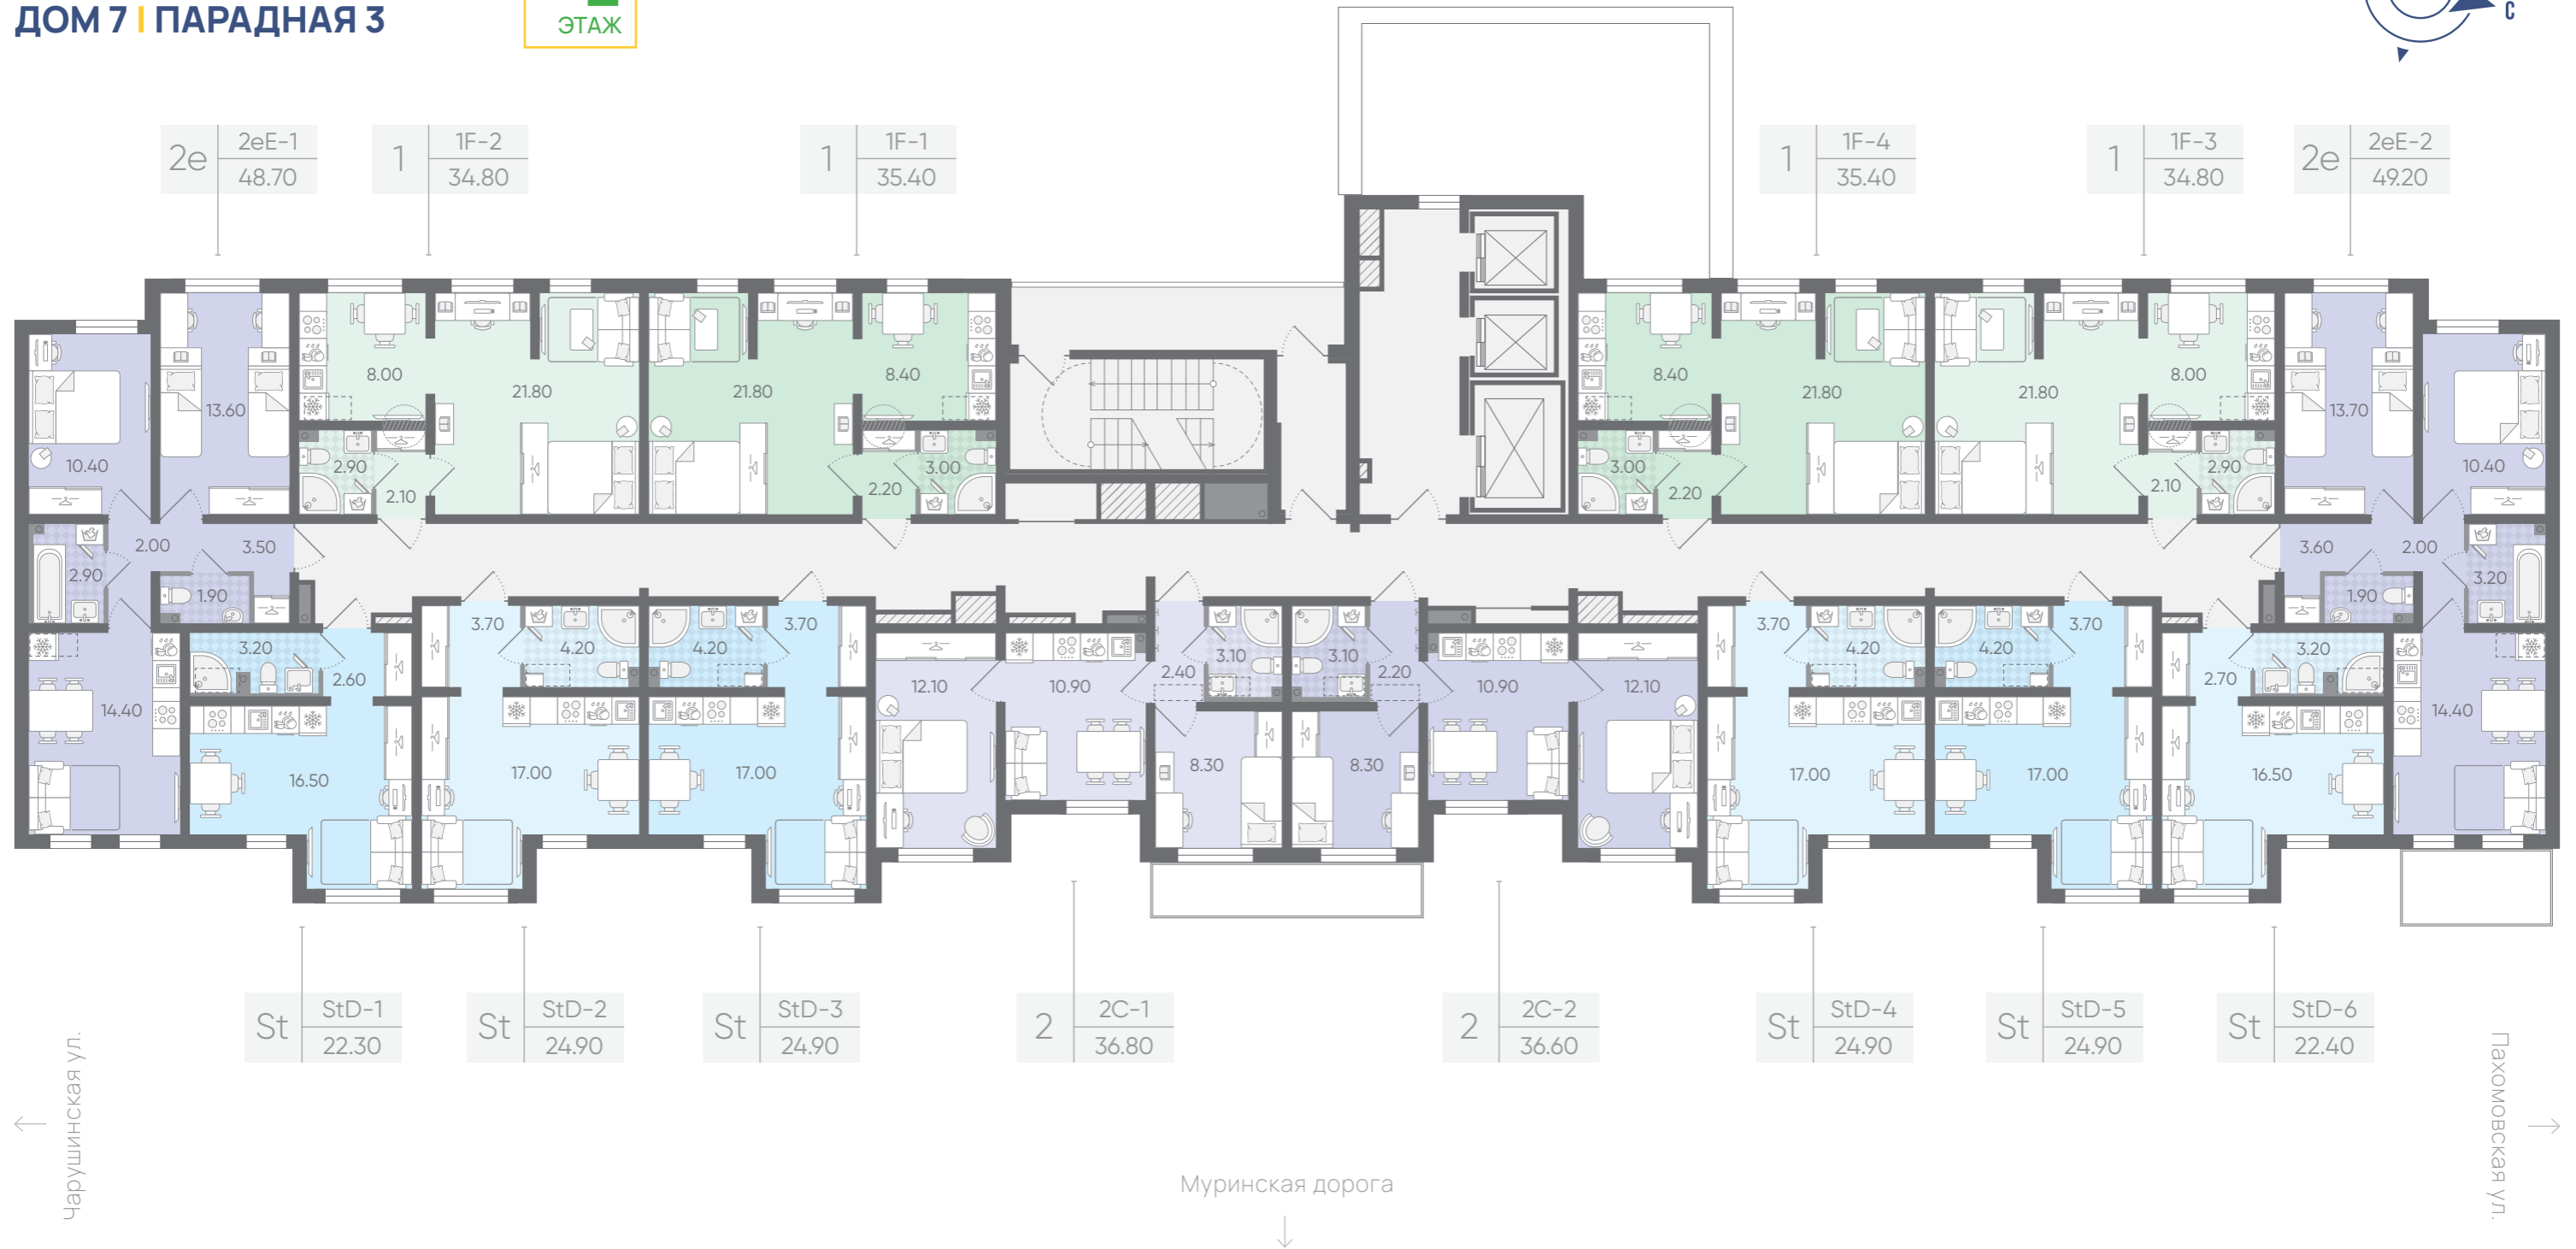 ДОМ 7 | ПАРАДНАЯ 3
ЭТАЖ
С
2e 2eE-1 48.70
1 1F-2 34.80
1 1F-1 35.40
1 1F-4 35.40
1 1F-3 34.80
2e 2eE-2 49.20
10.40
13.60
8.00
21.80
21.80
8.40
8.40
21.80
21.80
8.00
13.70
10.40
2.90
2.10
2.20
3.00
3.00
2.20
2.10
2.90
2.00
3.50
2.90
1.90
3.60
2.00
3.20
1.90
14.40
3.20
2.60
16.50
3.70
4.20
17.00
4.20
3.70
17.00
12.10
10.90
2.40
3.10
8.30
3.10
2.20
8.30
10.90
12.10
3.70
4.20
17.00
4.20
3.70
17.00
2.70
3.20
16.50
14.40
St StD-1 22.30
St StD-2 24.90
St StD-3 24.90
2 2C-1 36.80
2 2C-2 36.60
St StD-4 24.90
St StD-5 24.90
St StD-6 22.40
Чарушинская ул.
Муринская дорога
Пахомовская ул.